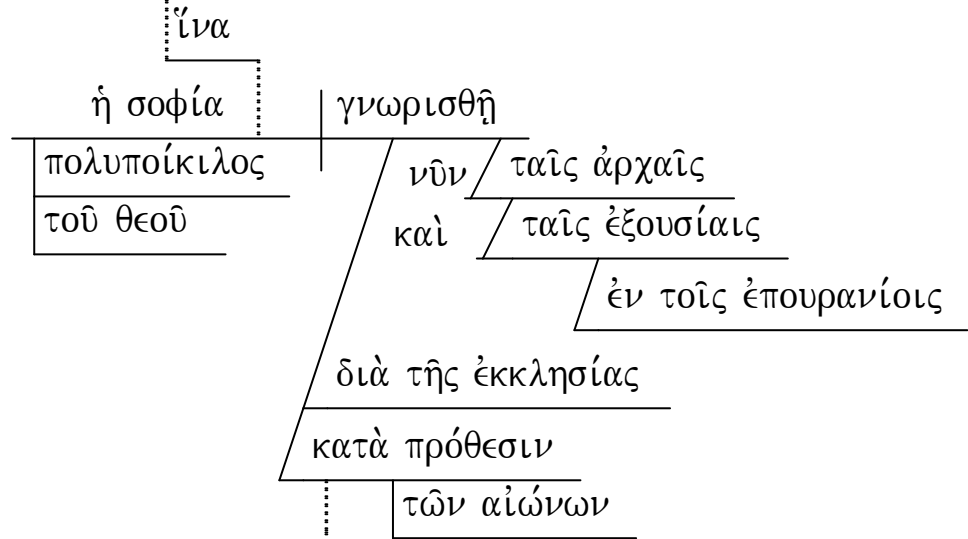 ἵνα
ἡ σοφία γνωρισθῇ
πολυποίκιλος νῦν ταῖς ἀρχαῖς
τοῦ θεοῦ καὶ ταῖς ἐξουσίαις
ἐν τοῖς ἐπουρανίοις
διὰ τῆς ἐκκλησίας
κατὰ πρόθεσιν
τῶν αἰώνων